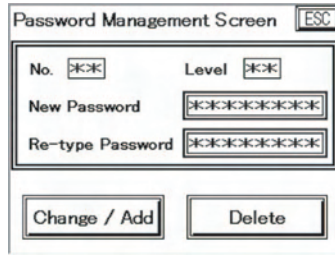 Password Management Screen ESC
No. ** Level **
New Password ********
Re-type Password ********
Change / Add Delete